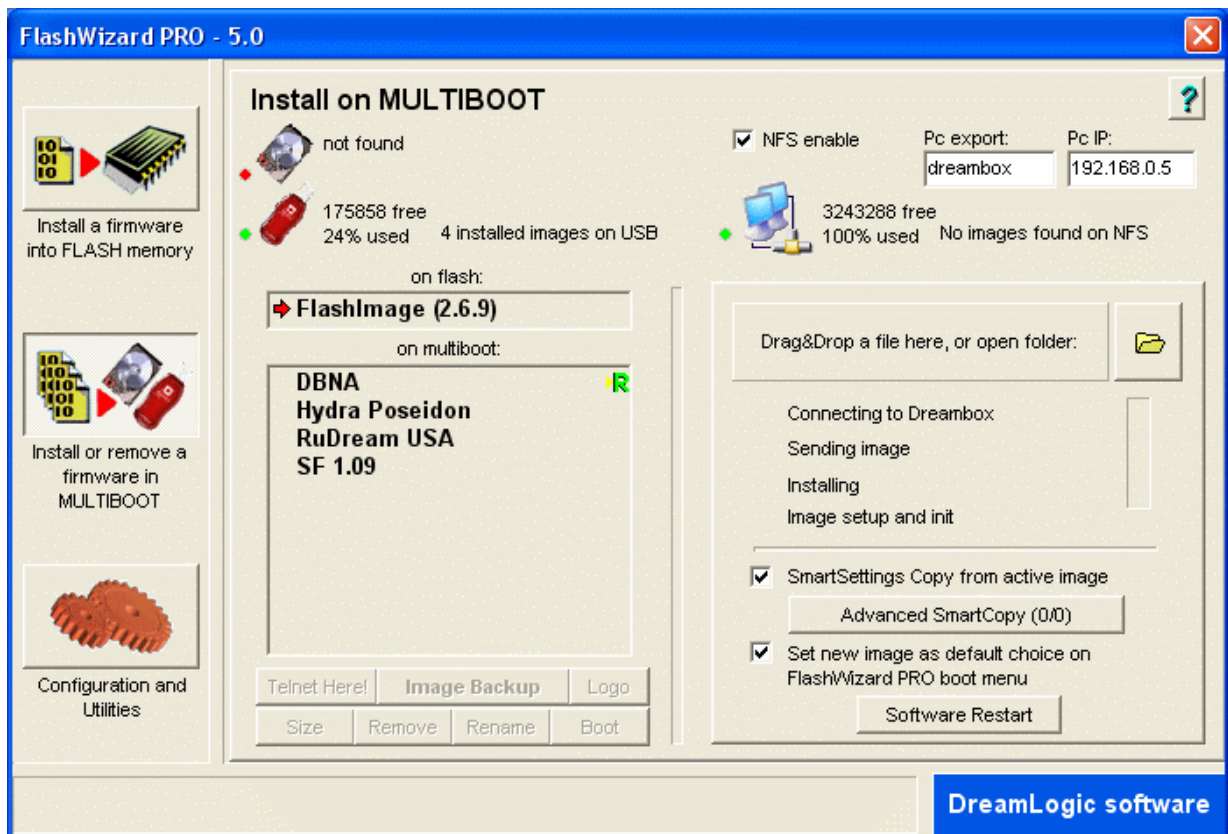 FlashWizard PRO - 5.0
Install a firmware
into FLASH memory
Install or remove a
firmware in
MULTIBOOT
Configuration and
Utilities
Install on MULTIBOOT
?
not found
NFS enable
Pc export:
Pc IP:
dreambox
192.168.0.5
175858 free
24% used
4 installed images on USB
3243288 free
100% used
No images found on NFS
on flash:
FlashImage (2.6.9)
on multiboot:
DBNA
R
Hydra Poseidon
RuDream USA
SF 1.09
Telnet Here!
Image Backup
Logo
Size
Remove
Rename
Boot
Drag&Drop a file here, or open folder:
Connecting to Dreambox
Sending image
Installing
Image setup and init
SmartSettings Copy from active image
Advanced SmartCopy (0/0)
Set new image as default choice on
FlashWizard PRO boot menu
Software Restart
DreamLogic software